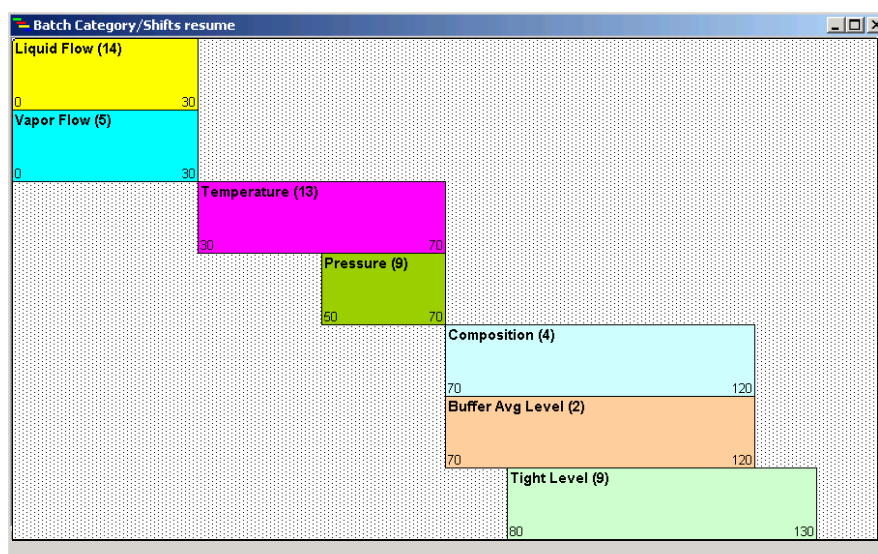 Batch Category/Shifts resume
Liquid Flow (14)
0 30
Vapor Flow (5)
0 30
Temperature (13)
30 70
Pressure (9)
50 70
Composition (4)
70 120
Buffer Avg Level (2)
70 120
Tight Level (9)
80 130